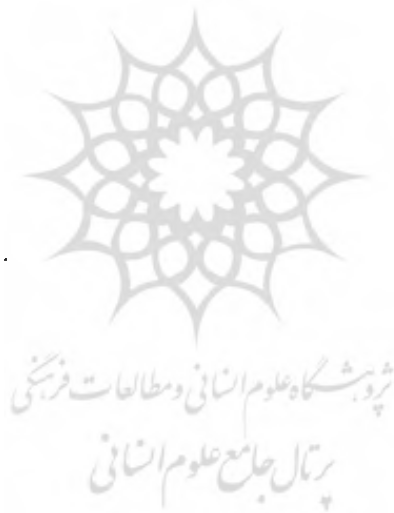 پژوهشگاه علوم انسانی و مطالعات فرهنگی
پرتال جامع علوم انسانی